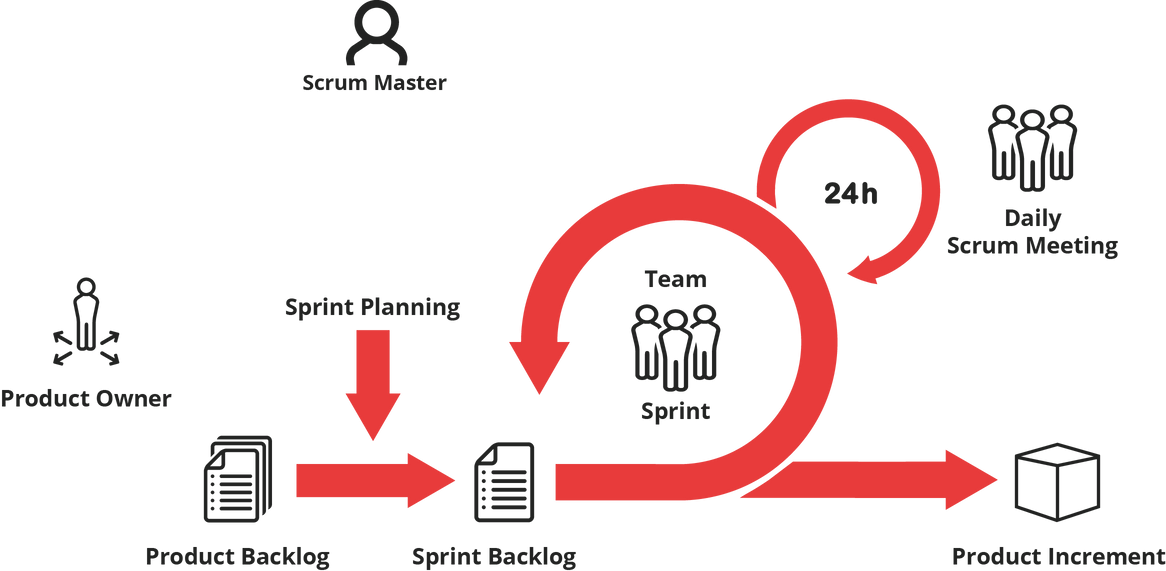 Scrum Master
24h
Daily
Scrum Meeting
Team
Sprint Planning
Product Owner
Sprint
Product Backlog
Sprint Backlog
Product Increment